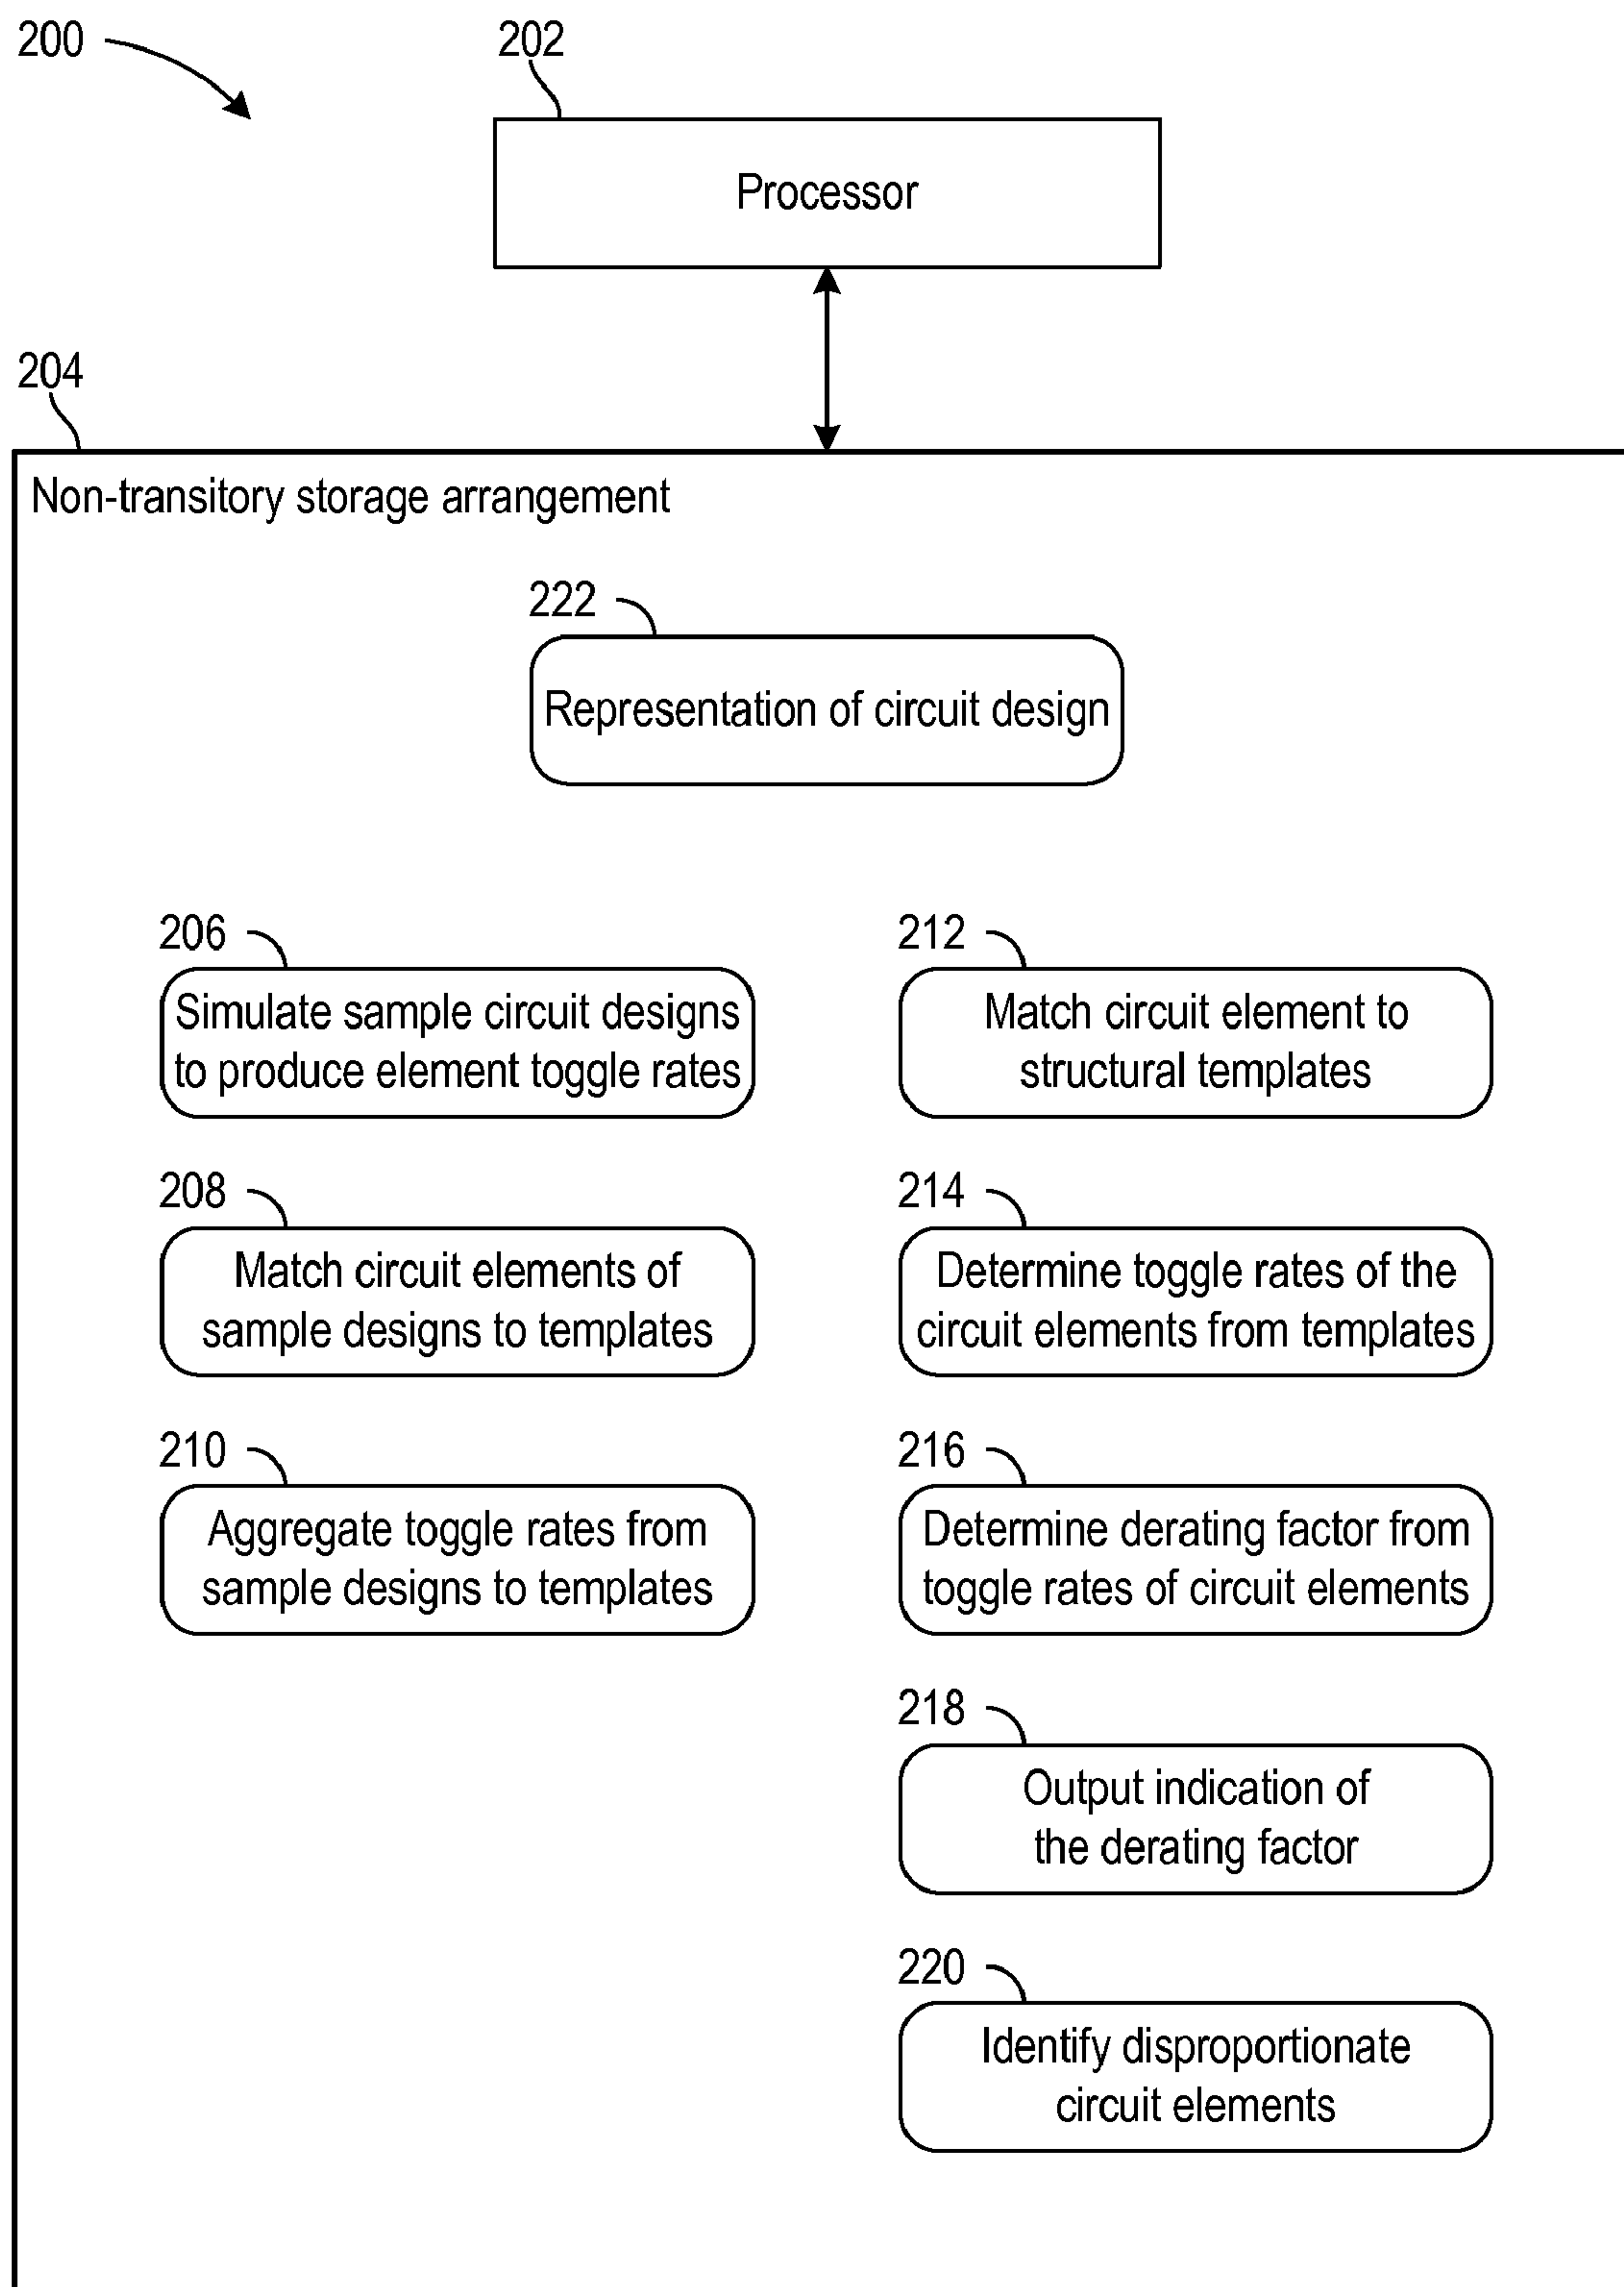 200
202
Processor
204
Non-transitory storage arrangement
222
Representation of circuit design
206
Simulate sample circuit designs
to produce element toggle rates
208
Match circuit elements of
sample designs to templates
210
Aggregate toggle rates from
sample designs to templates
212
Match circuit element to
structural templates
214
Determine toggle rates of the
circuit elements from templates
216
Determine derating factor from
toggle rates of circuit elements
218
Output indication of
the derating factor
220
Identify disproportionate
circuit elements